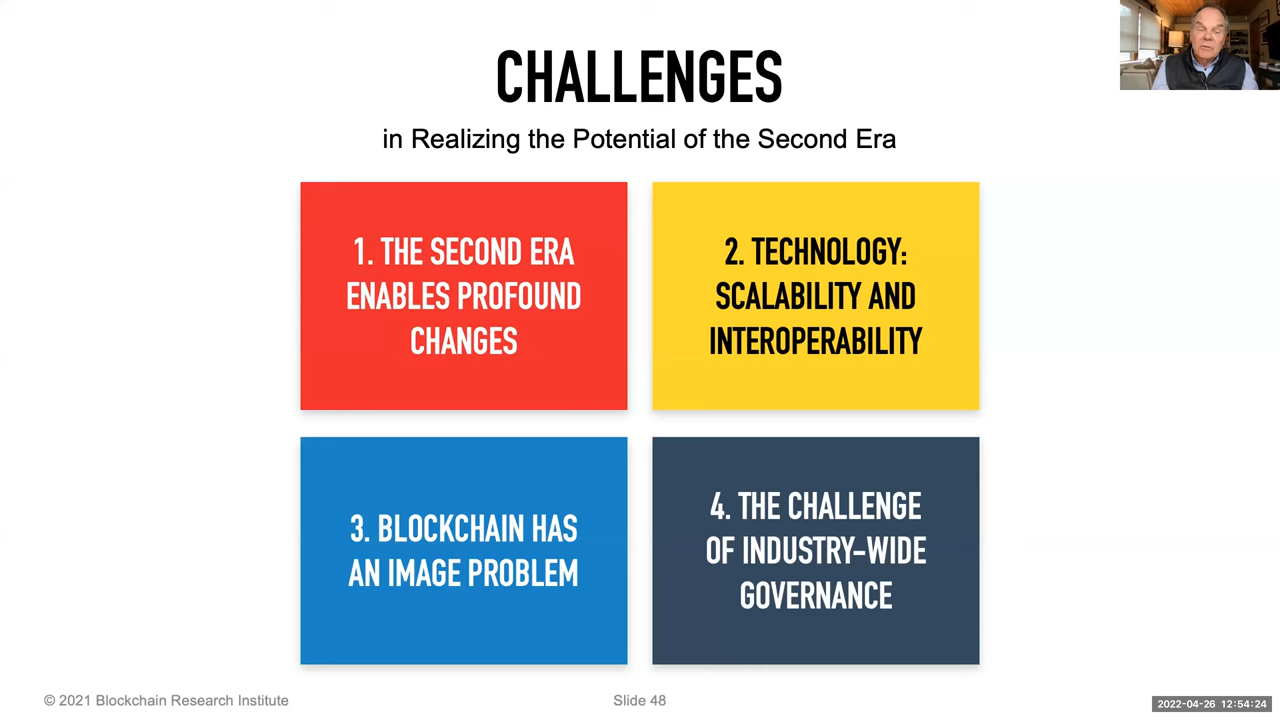 CHALLENGES
in Realizing the Potential of the Second Era
1. THE SECOND ERA
ENABLES PROFOUND
CHANGES
2. TECHNOLOGY:
SCALABILITY AND
INTEROPERABILITY
3. BLOCKCHAIN HAS
AN IMAGE PROBLEM
4. THE CHALLENGE
OF INDUSTRY-WIDE
GOVERNANCE
© 2021 Blockchain Research Institute
Slide 48
2022-04-26 12:54:24